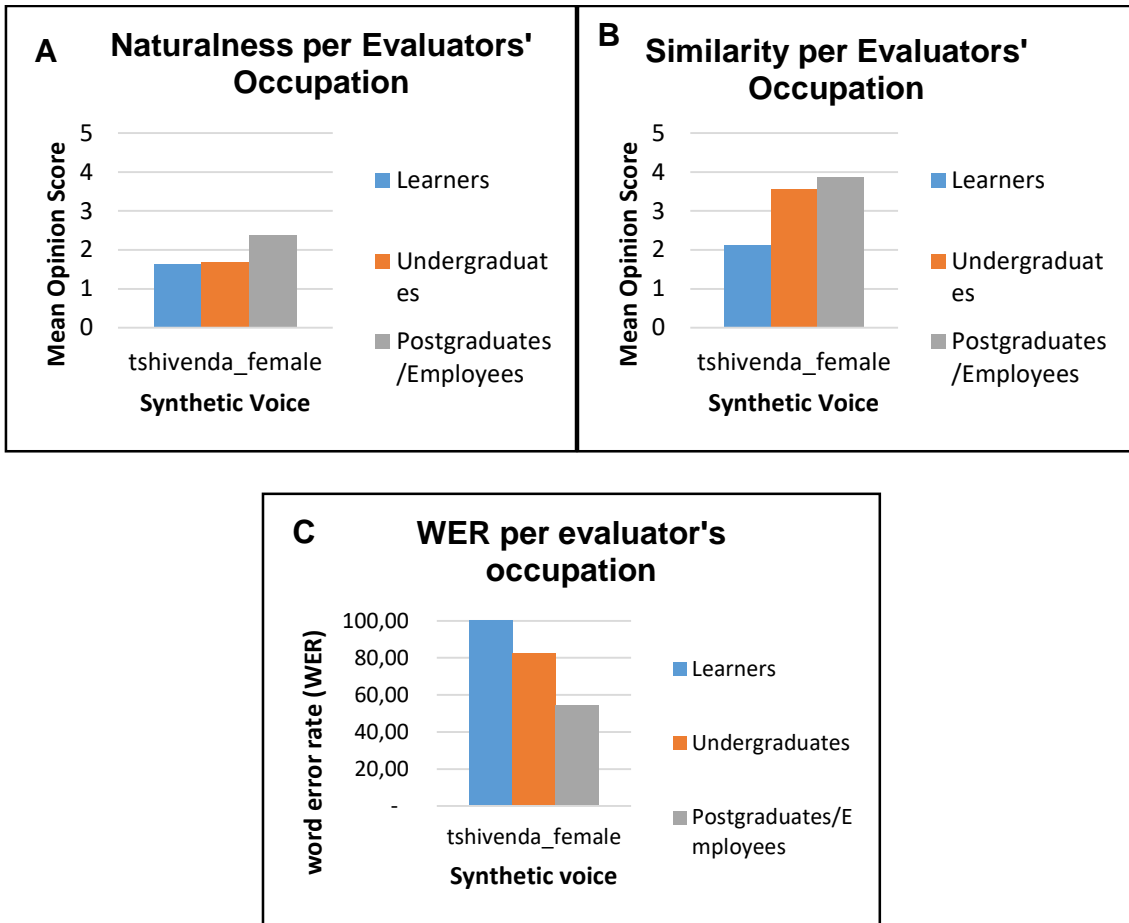 A
Naturalness per Evaluators'
Occupation
Mean Opinion Score
5
4
3
2
1
0
tshivenda_female
Synthetic Voice
Learners
Undergraduat
es
Postgraduates
/Employees
B
Similarity per Evaluators'
Occupation
Mean Opinion Score
5
4
3
2
1
0
tshivenda_female
Synthetic Voice
Learners
Undergraduat
es
Postgraduates
/Employees
C
WER per evaluator's
occupation
word error rate (WER)
100,00
80,00
60,00
40,00
20,00
-
tshivenda_female
Synthetic voice
Learners
Undergraduates
Postgraduates/E
mployees